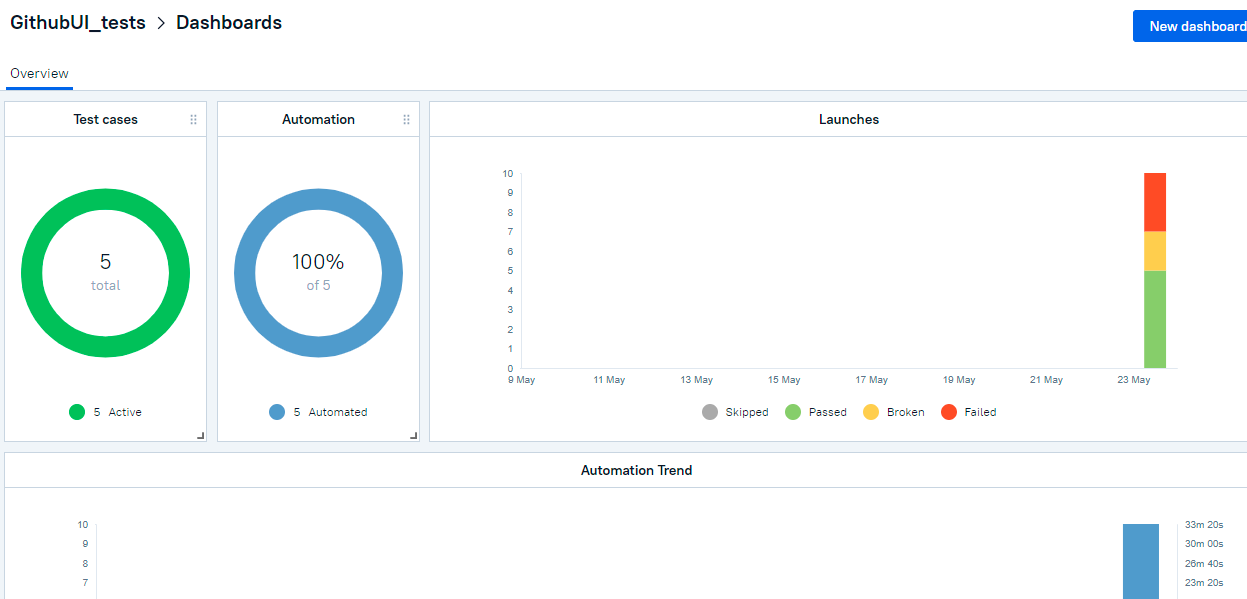 GithubUI_tests > Dashboards
New dashboard
Overview
Test cases
5
total
5 Active
Automation
100%
of 5
5 Automated
Launches
10
9
8
7
6
5
4
3
2
1
0
9 May 11 May 13 May 15 May 17 May 19 May 21 May 23 May
Skipped Passed Broken Failed
Automation Trend
10
9
8
7
33m 20s
30m 00s
26m 40s
23m 20s